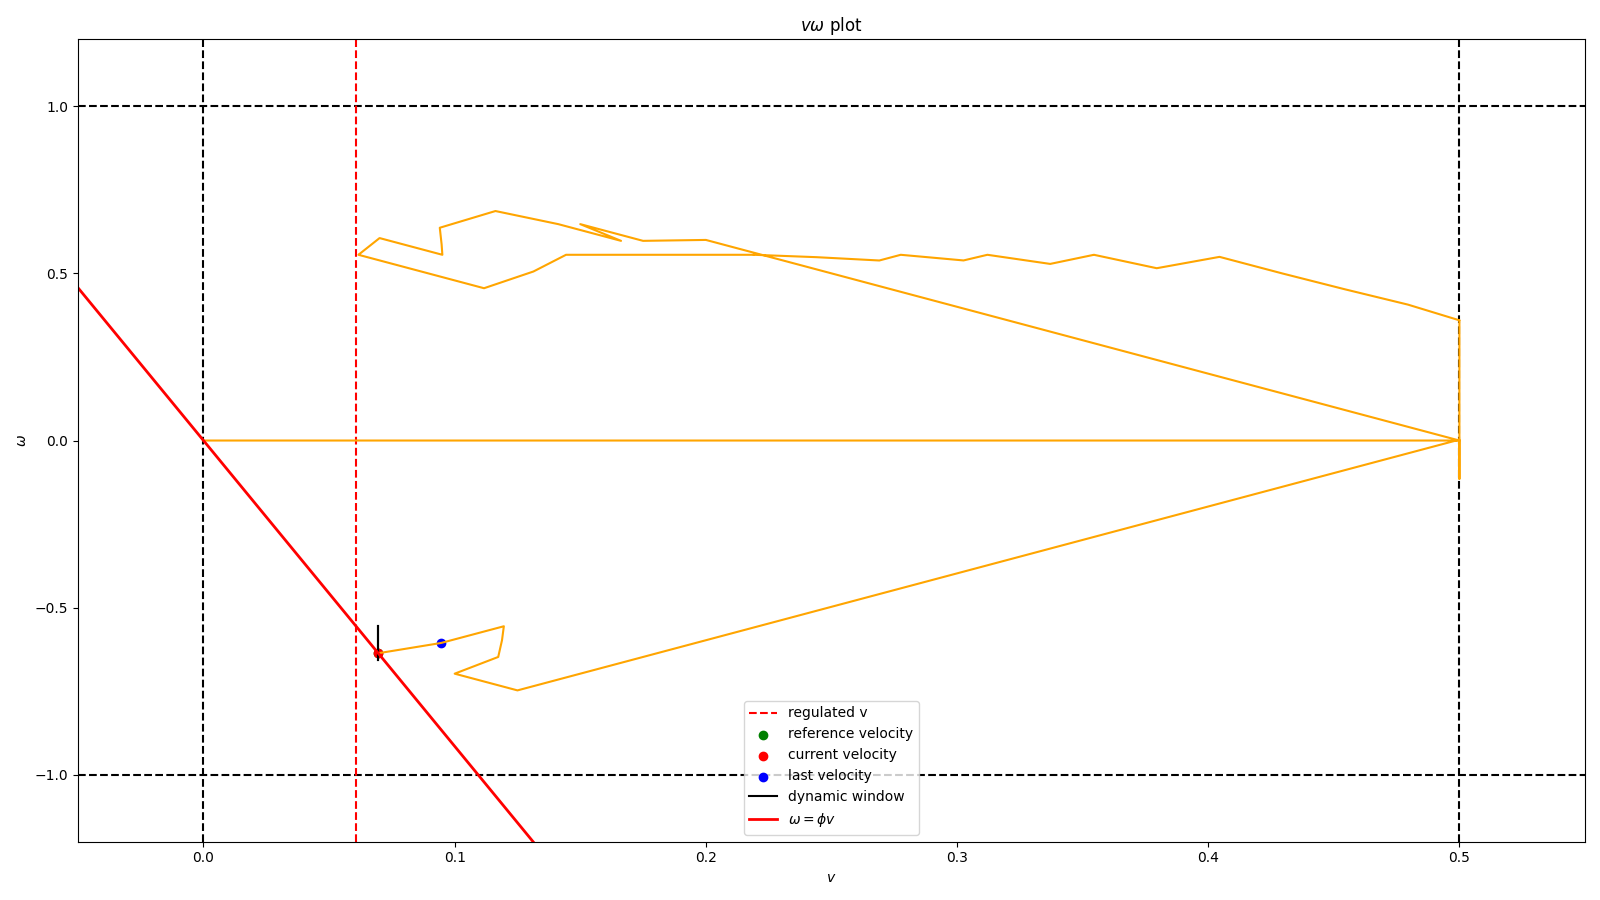 vω plot
1.0
0.5
0.0
−0.5
−1.0
ω
0.0
0.1
0.2
0.3
0.4
0.5
v
regulated v
reference velocity
current velocity
last velocity
dynamic window
ω = ϕv